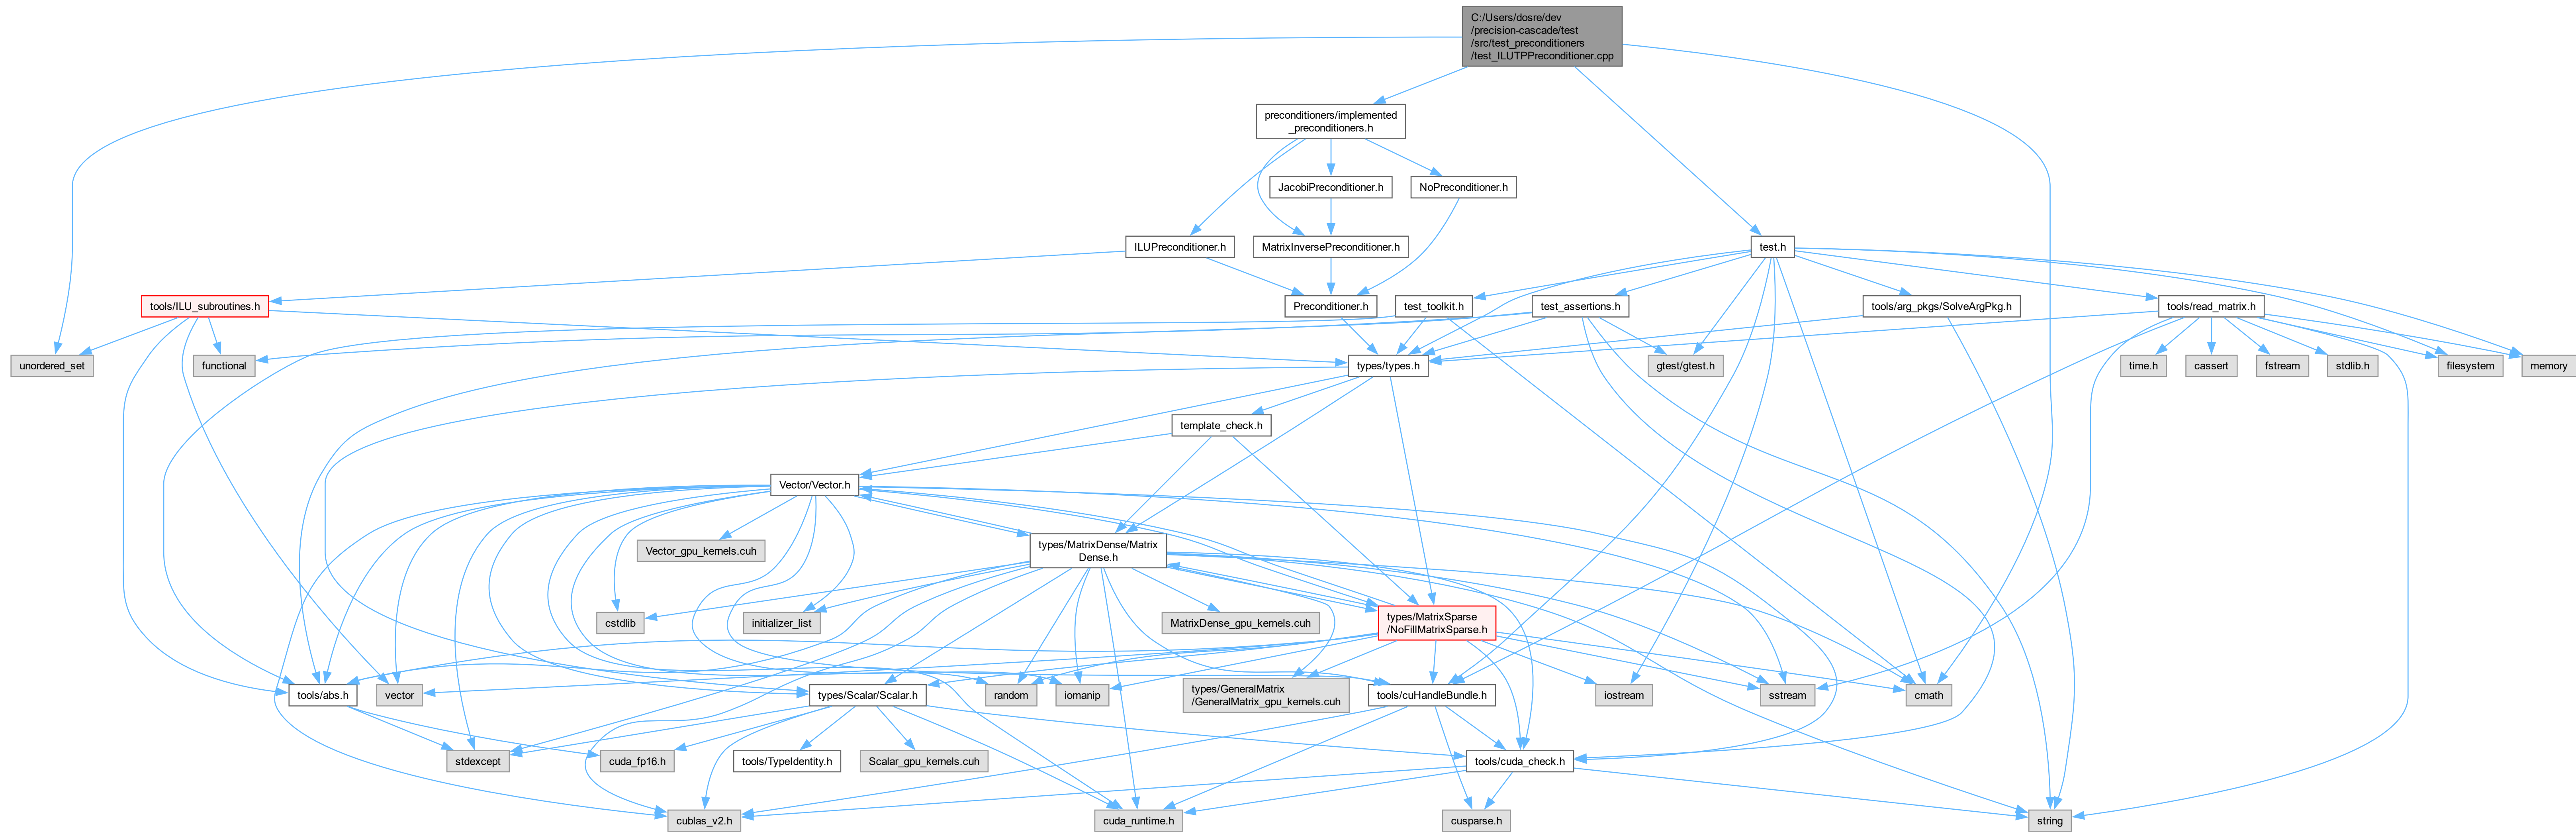 C:/Users/dosre/dev
/precision-cascade/test
/src/test_preconditioners
/test_ILUTPPreconditioner.cpp
preconditioners/implemented
_preconditioners.h
JacobiPreconditioner.h
NoPreconditioner.h
ILUPreconditioner.h
MatrixInversePreconditioner.h
test.h
tools/ILU_subroutines.h
Preconditioner.h
test_toolkit.h
test_assertions.h
tools/arg_pkgs/SolveArgPkg.h
tools/read_matrix.h
unordered_set
functional
types/types.h
gtest/gtest.h
time.h
cassert
fstream
stdlib.h
filesystem
memory
template_check.h
Vector/Vector.h
Vector_gpu_kernels.cuh
types/MatrixDense/Matrix
Dense.h
cstdlib
initializer_list
MatrixDense_gpu_kernels.cuh
types/MatrixSparse
/NoFillMatrixSparse.h
tools/abs.h
vector
types/Scalar/Scalar.h
random
iomanip
types/GeneralMatrix
/GeneralMatrix_gpu_kernels.cuh
tools/cuHandleBundle.h
iostream
sstream
cmath
stdexcept
cuda_fp16.h
tools/TypeIdentity.h
Scalar_gpu_kernels.cuh
tools/cuda_check.h
cublas_v2.h
cuda_runtime.h
cusparse.h
string